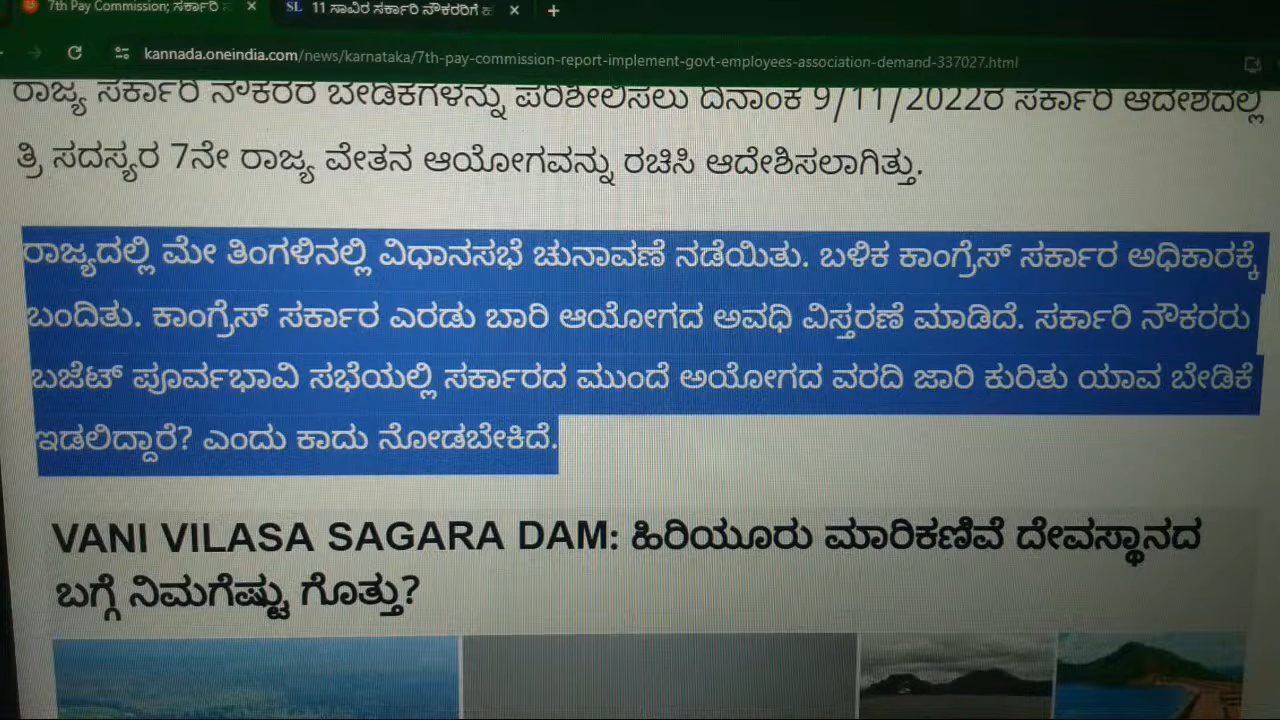 7th Pay Commission; ಸರ್ಕಾರಿ
SL 11 ಸಾವಿರ ಸರ್ಕಾರಿ ನೌಕರರಿಗೆ
kannada.oneindia.com/news/karnataka/7th-pay-commission-report-implement-govt-employees-association-demand-337027.html
ರಾಜ್ಯ ಸರ್ಕಾರಿ ನೌಕರರ ಬೇಡಿಕೆಗಳನ್ನು ಪರಿಶೀಲಿಸಲು ದಿನಾಂಕ 9/11/2022ರ ಸರ್ಕಾರಿ ಆದೇಶದಲ್ಲಿ
ತ್ರಿ ಸದಸ್ಯರ 7ನೇ ರಾಜ್ಯ ವೇತನ ಆಯೋಗವನ್ನು ರಚಿಸಿ ಆದೇಶಿಸಲಾಗಿತ್ತು.
ರಾಜ್ಯದಲ್ಲಿ ಮೇ ತಿಂಗಳಿನಲ್ಲಿ ವಿಧಾನಸಭೆ ಚುನಾವಣೆ ನಡೆಯಿತು. ಬಳಿಕ ಕಾಂಗ್ರೆಸ್ ಸರ್ಕಾರ ಅಧಿಕಾರಕ್ಕೆ
ಬಂದಿತು. ಕಾಂಗ್ರೆಸ್ ಸರ್ಕಾರ ಎರಡು ಬಾರಿ ಆಯೋಗದ ಅವಧಿ ವಿಸ್ತರಣೆ ಮಾಡಿದೆ. ಸರ್ಕಾರಿ ನೌಕರರು
ಬಜೆಟ್ ಪೂರ್ವಭಾವಿ ಸಭೆಯಲ್ಲಿ ಸರ್ಕಾರದ ಮುಂದೆ ಅಯೋಗದ ವರದಿ ಜಾರಿ ಕುರಿತು ಯಾವ ಬೇಡಿಕೆ
ಇಡಲಿದ್ದಾರೆ? ಎಂದು ಕಾದು ನೋಡಬೇಕಿದೆ.
VANI VILASA SAGARA DAM: ಹಿರಿಯೂರು ಮಾರಿಕಣಿವೆ ದೇವಸ್ಥಾನದ
ಬಗ್ಗೆ ನಿಮಗೆಷ್ಟು ಗೊತ್ತು?